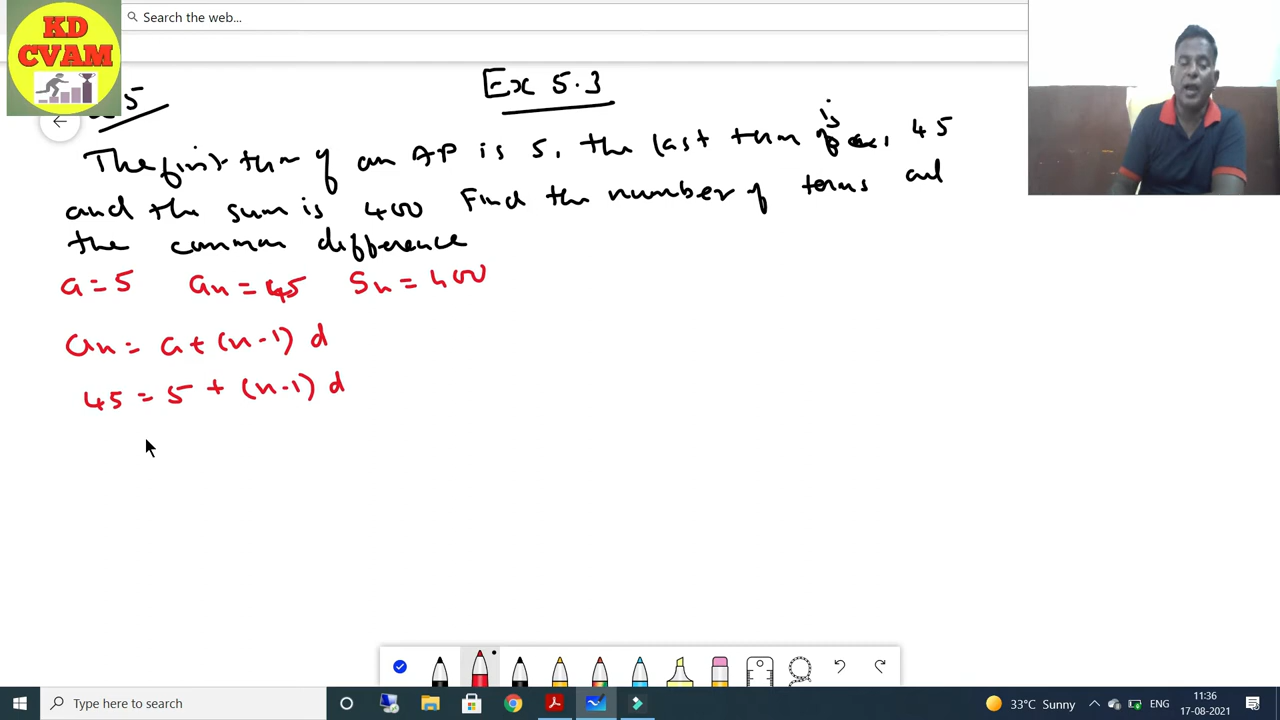 Search the web...
KD
CVAM
5
Ex 5.3
The first term of an AP is 5, the last term is 45
and the sum is 400 Find the number of terms and
the common difference
a = 5 an = 45 Sn = 400
an = a + (n-1) d
45 = 5 + (n-1) d
Type here to search
33°C Sunny
ENG
11:36
17-08-2021